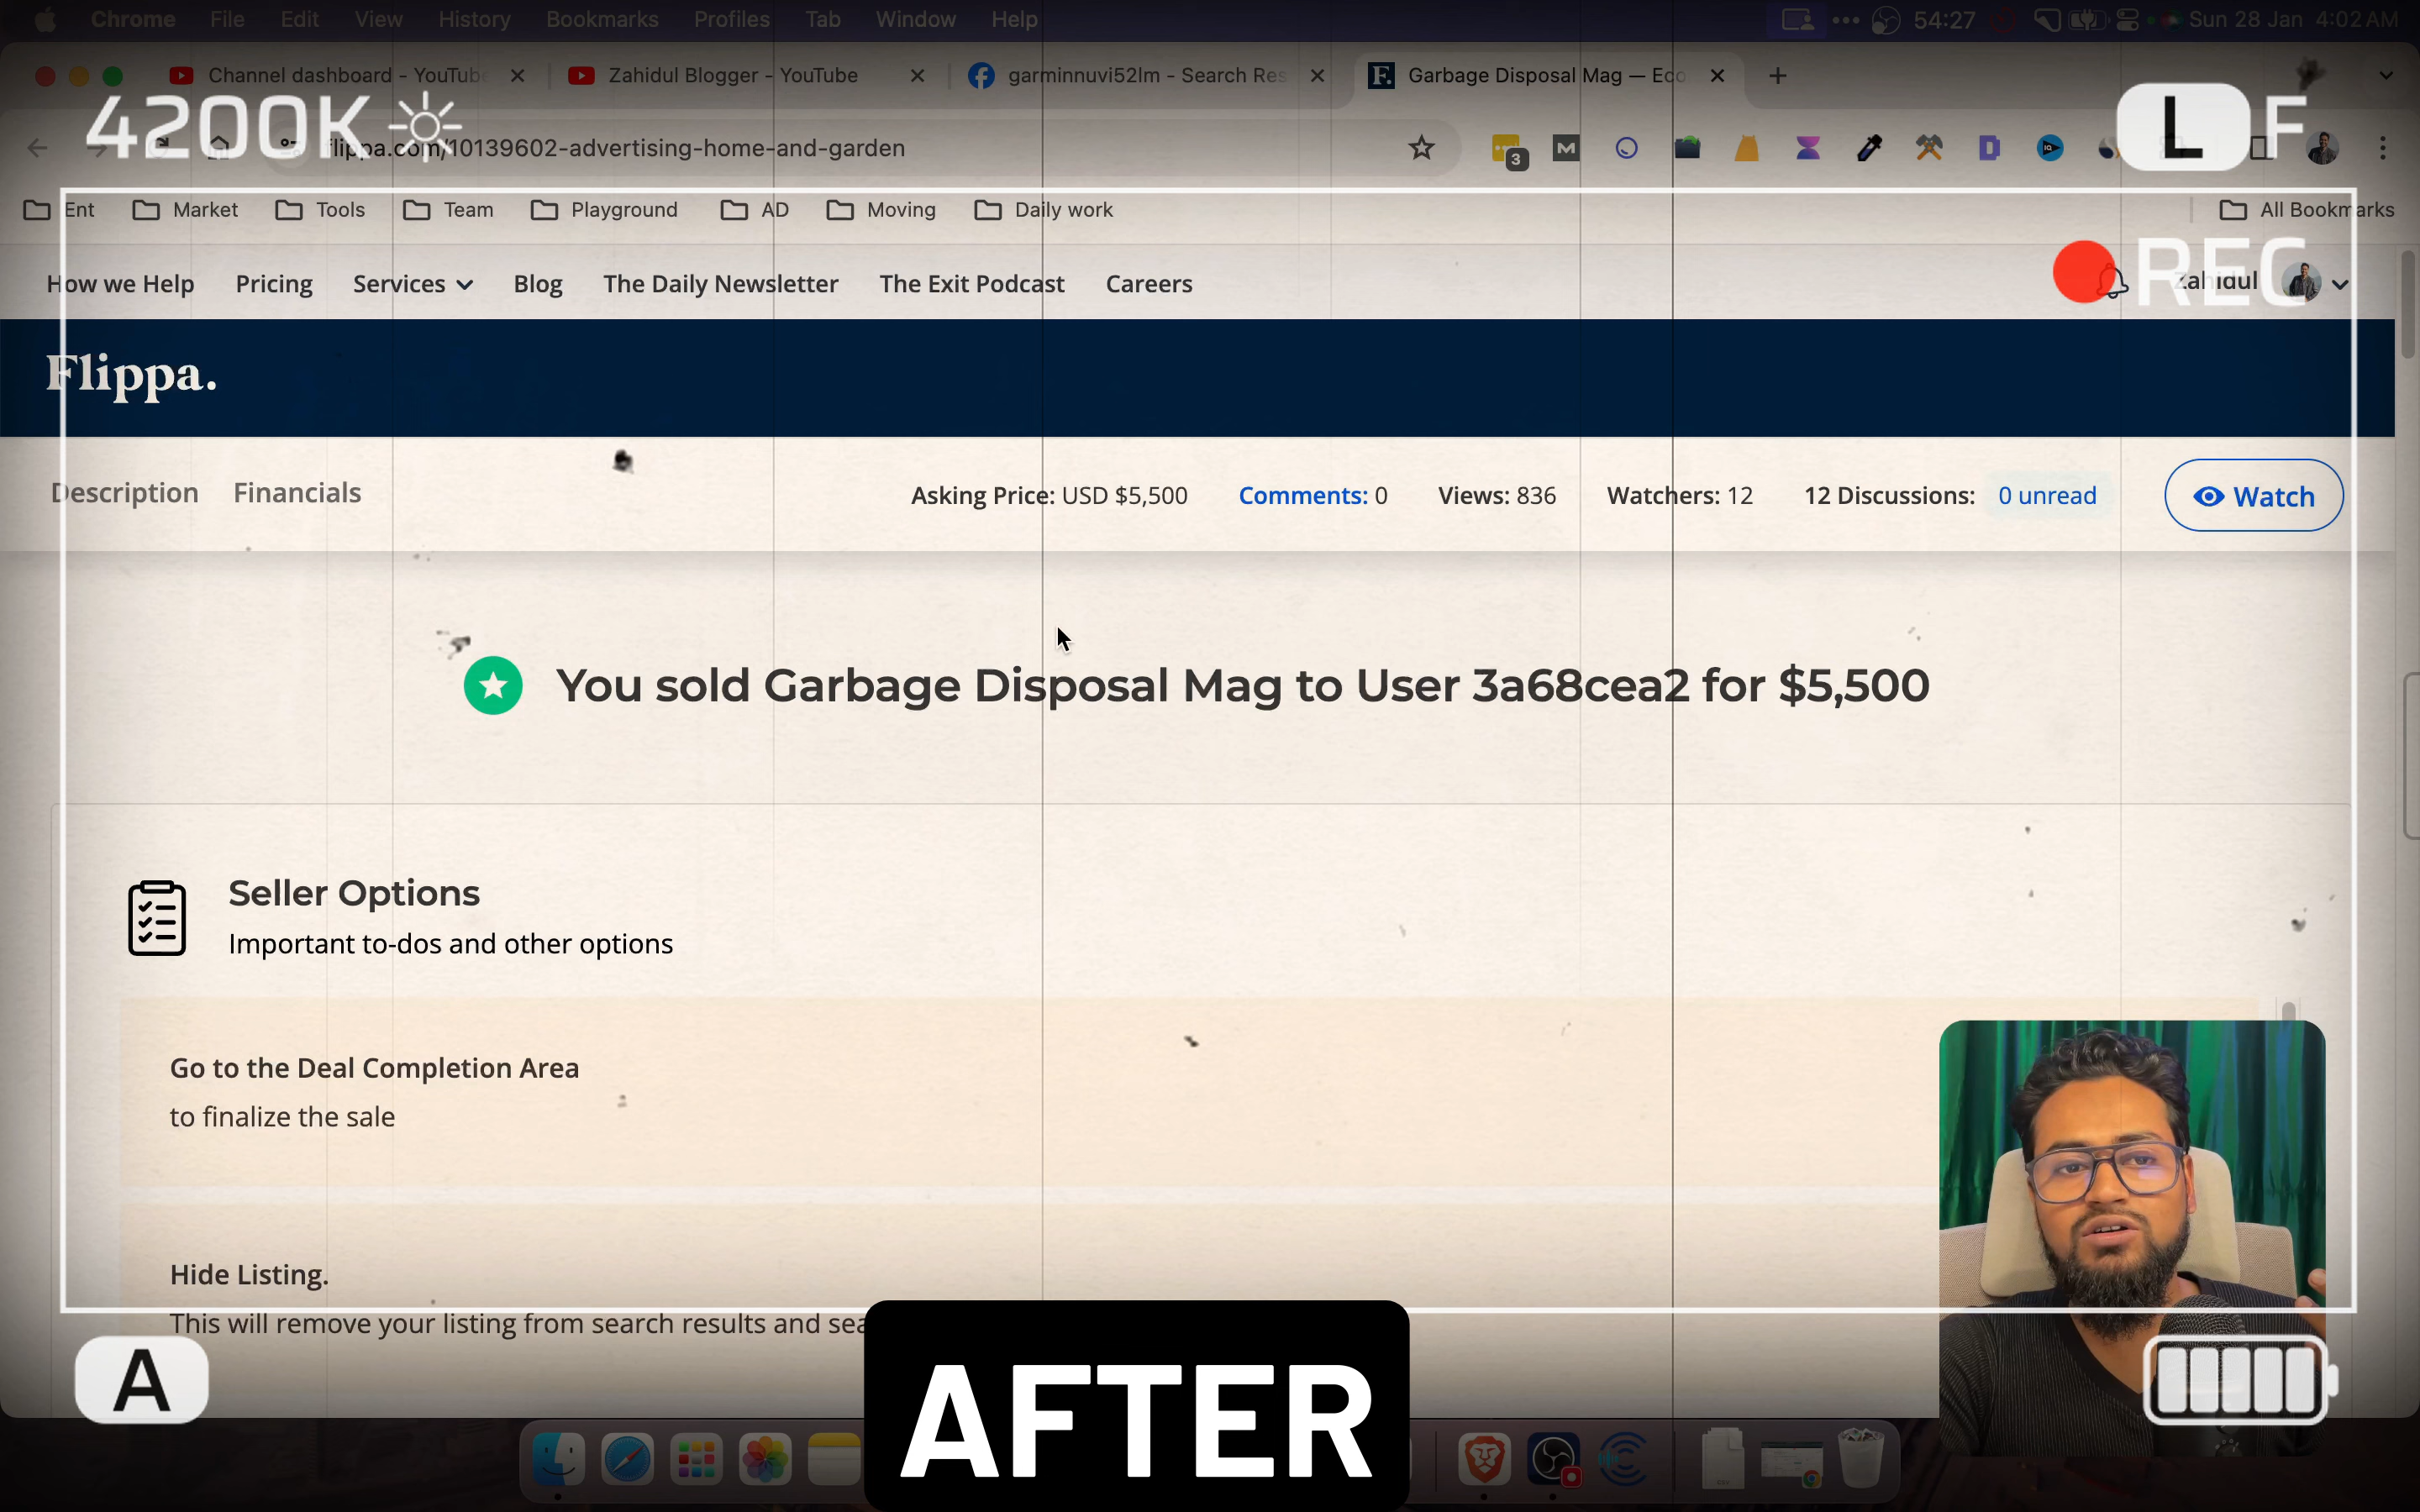 Chrome File Edit View History Bookmarks Profiles Tab Window Help 54:27 Sun 28 Jan 4:02 AM
Channel dashboard - YouTube Zahidul Blogger - YouTube garminnuvi52lm - Search Res Garbage Disposal Mag — Eco
4200K L F
flippa.com/10139602-advertising-home-and-garden 3
Ent Market Tools Team Playground AD Moving Daily work All Bookmarks
How we Help Pricing Services Blog The Daily Newsletter The Exit Podcast Careers Zahidul
REC
Flippa.
Description Financials Asking Price: USD $5,500 Comments: 0 Views: 836 Watchers: 12 12 Discussions: 0 unread Watch
You sold Garbage Disposal Mag to User 3a68cea2 for $5,500
Seller Options
Important to-dos and other options
Go to the Deal Completion Area
to finalize the sale
Hide Listing.
This will remove your listing from search results and sea
A
AFTER